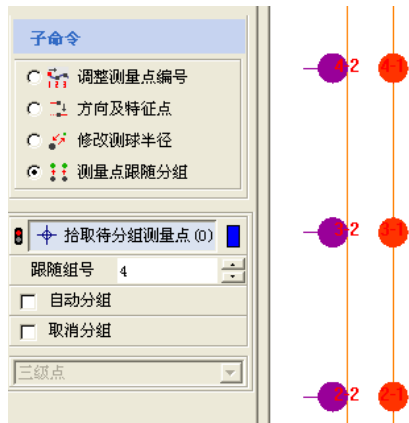 子命令
调整测量点编号
方向及特征点
修改测球半径
测量点跟随分组
拾取待分组测量点(0)
跟随组号 4
自动分组
取消分组
三级点
4-2 4-1
3-2 3-1
2-2 2-1